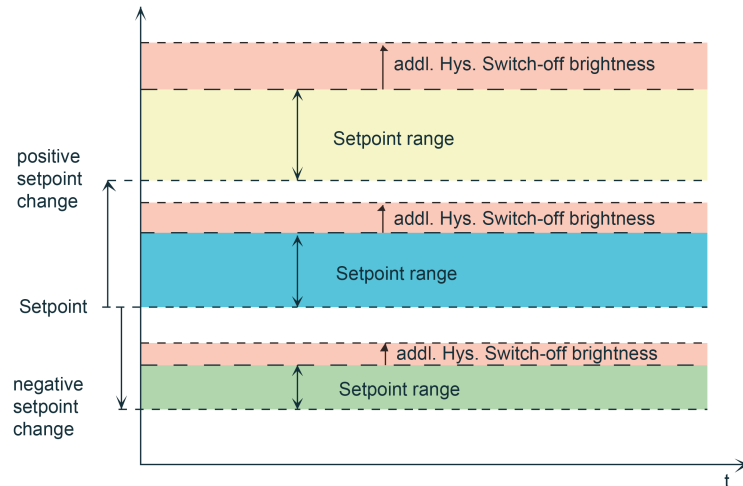 addl. Hys. Switch-off brightness
Setpoint range
positive
setpoint
change
addl. Hys. Switch-off brightness
Setpoint range
Setpoint
addl. Hys. Switch-off brightness
Setpoint range
negative
setpoint
change
t